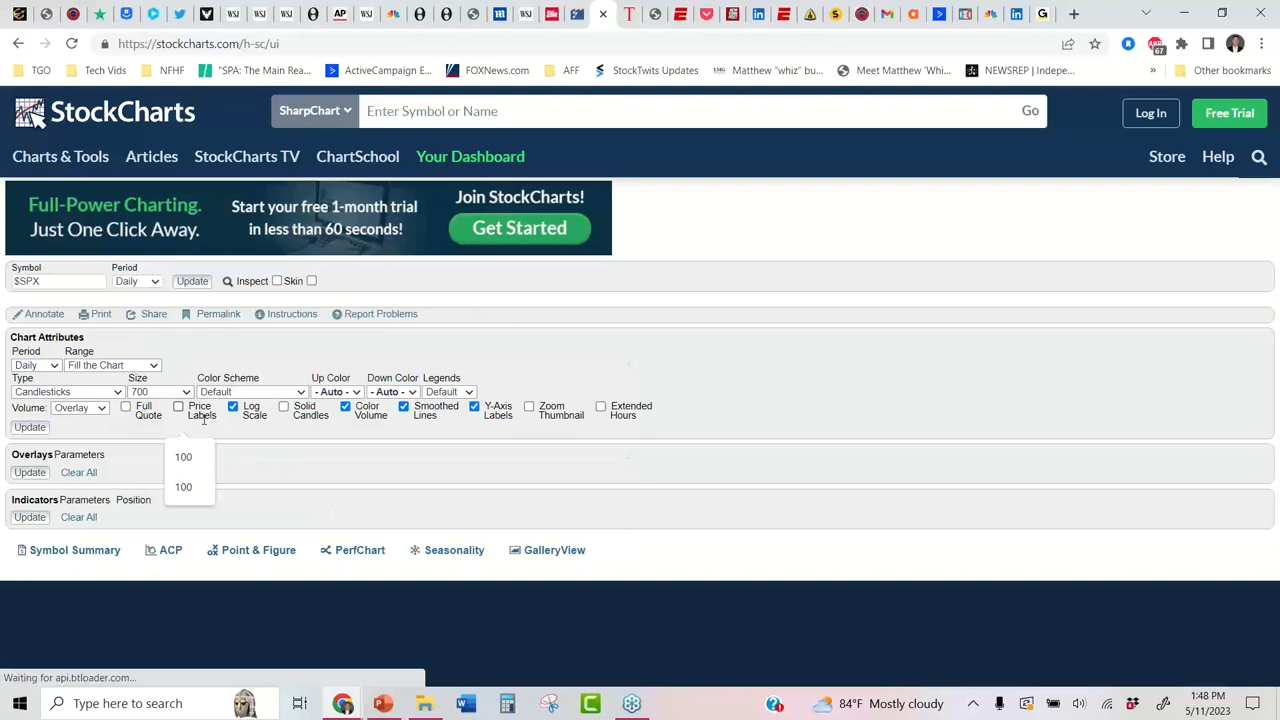 WSJ WSJ WSJ AP WSJ WSJ
https://stockcharts.com/h-sc/ui
67
TGO Tech Vids NFHF "SPA: The Main Rea... ActiveCampaign E... FOXNews.com AFF StockTwits Updates Matthew "whiz" bu... Meet Matthew 'Whi... NEWSREP | Indepe... » Other bookmarks
StockCharts SharpChart Enter Symbol or Name Go Log In Free Trial
Charts & Tools Articles StockCharts TV ChartSchool Your Dashboard Store Help
Full-Power Charting.
Just One Click Away.
Start your free 1-month trial
in less than 60 seconds!
Join StockCharts!
Get Started
Symbol Period
$SPX Daily Update Inspect Skin
Annotate Print Share Permalink Instructions Report Problems
Chart Attributes
Period Range
Daily Fill the Chart
Type Size Color Scheme Up Color Down Color Legends
Candlesticks 700 Default - Auto - - Auto - Default
Volume: Overlay Full Quote Price Labels Log Scale Solid Candles Color Volume Smoothed Lines Y-Axis Labels Zoom Thumbnail Extended Hours
Update
Overlays Parameters
100
Update Clear All
100
Indicators Parameters Position
Update Clear All
Symbol Summary ACP Point & Figure PerfChart Seasonality GalleryView
Waiting for api.btloader.com...
Type here to search
84°F Mostly cloudy
1:48 PM
5/11/2023